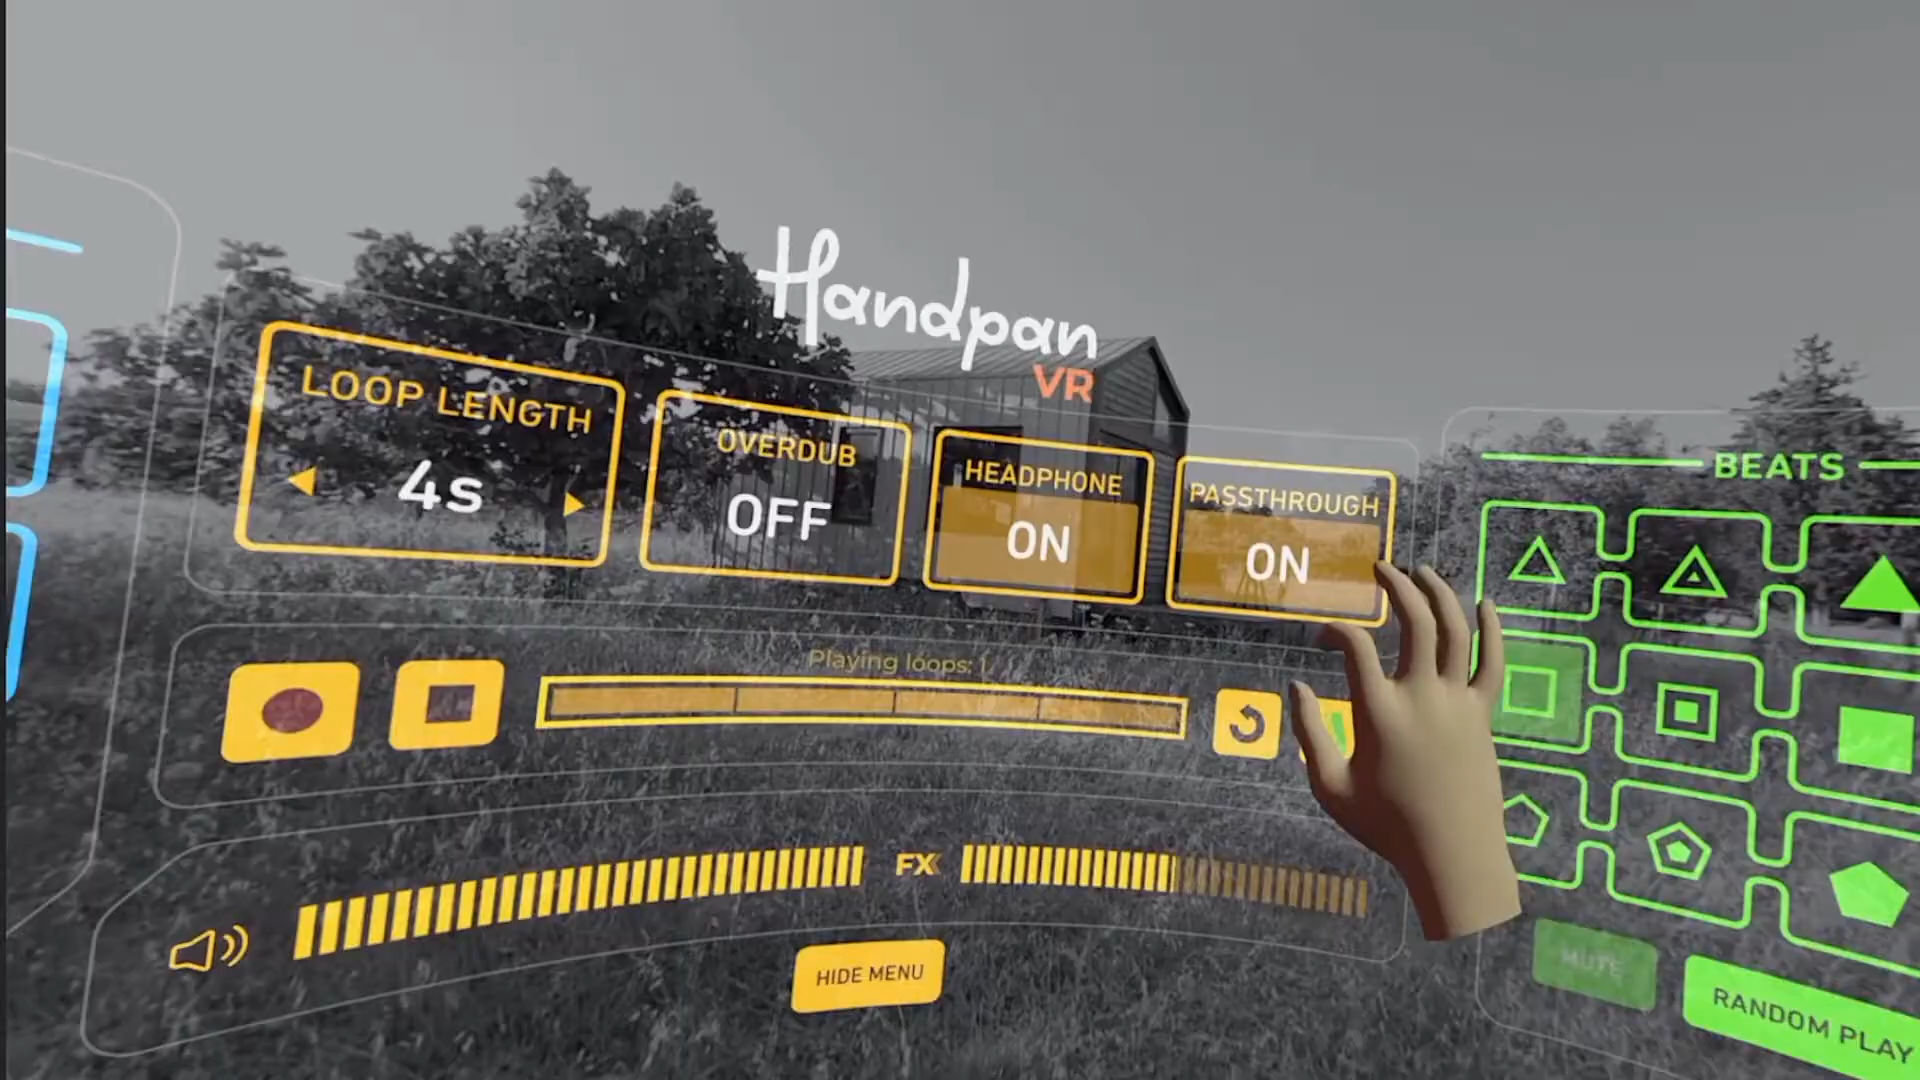 Handpan
VR
LOOP LENGTH
4s
OVERDUB
OFF
HEADPHONE
ON
PASSTHROUGH
ON
Playing loops: 1
FX
HIDE MENU
BEATS
MUTE
RANDOM PLAY